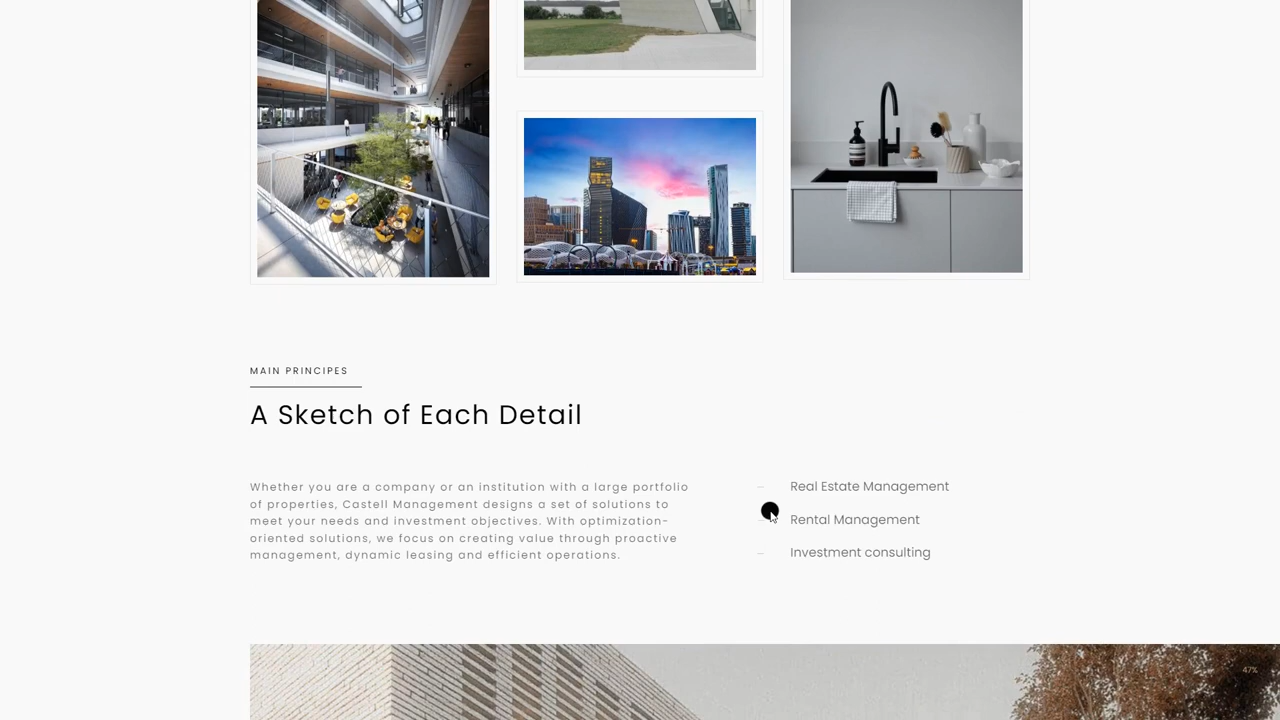 MAIN PRINCIPES
A Sketch of Each Detail
Whether you are a company or an institution with a large portfolio
of properties, Castell Management designs a set of solutions to
meet your needs and investment objectives. With optimization-
oriented solutions, we focus on creating value through proactive
management, dynamic leasing and efficient operations.
– Real Estate Management
– Rental Management
– Investment consulting
47%